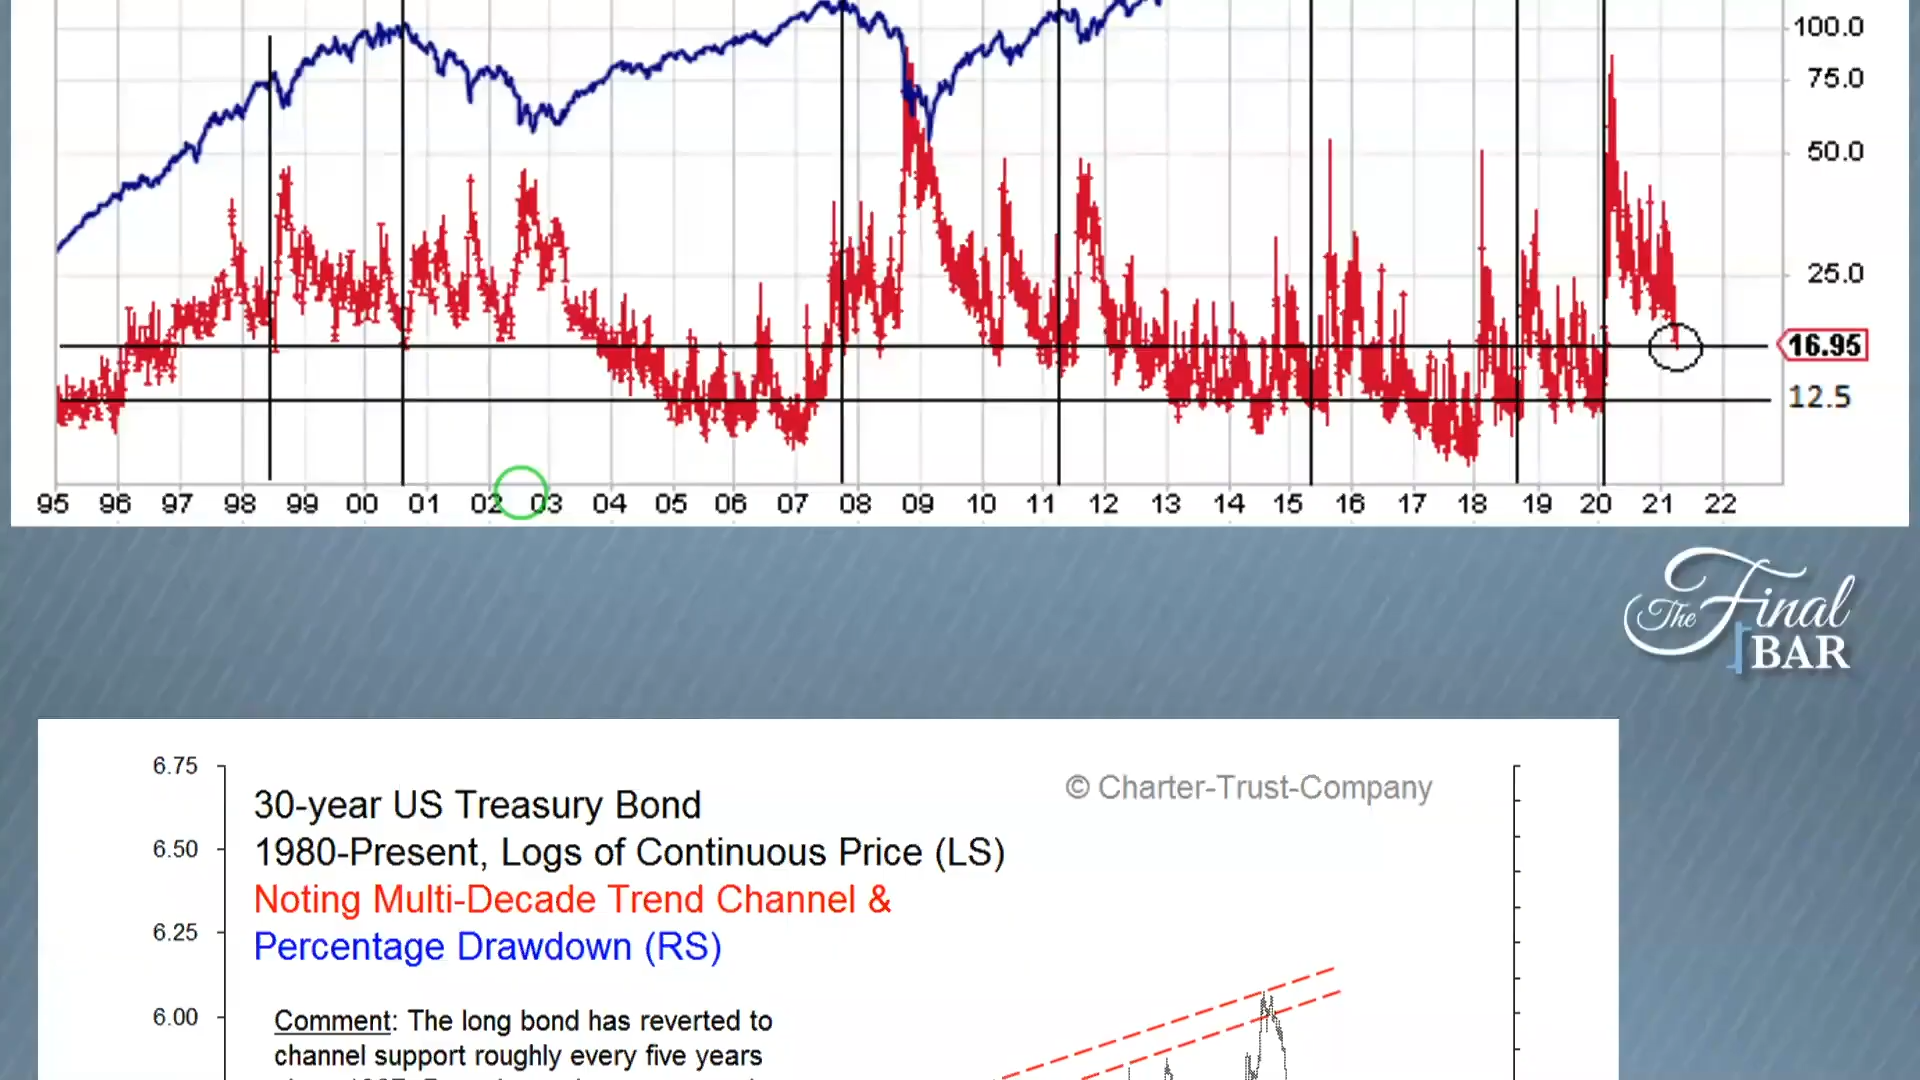 100.0
75.0
50.0
25.0
16.95
12.5
95 96 97 98 99 00 01 02 03 04 05 06 07 08 09 10 11 12 13 14 15 16 17 18 19 20 21 22
The Final
BAR
6.75
6.50
6.25
6.00
© Charter-Trust-Company
30-year US Treasury Bond
1980-Present, Logs of Continuous Price (LS)
Noting Multi-Decade Trend Channel &
Percentage Drawdown (RS)
Comment: The long bond has reverted to
channel support roughly every five years